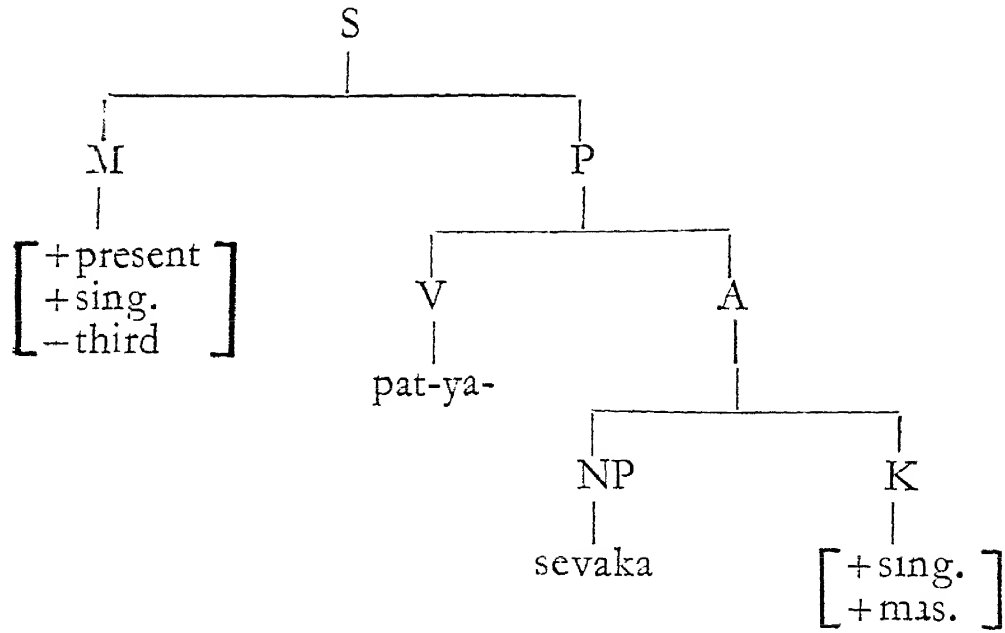 S
M P
[ +present
+sing.
−third ]
V A
pat-ya-
NP K
sevaka
[ +sing.
+mas. ]